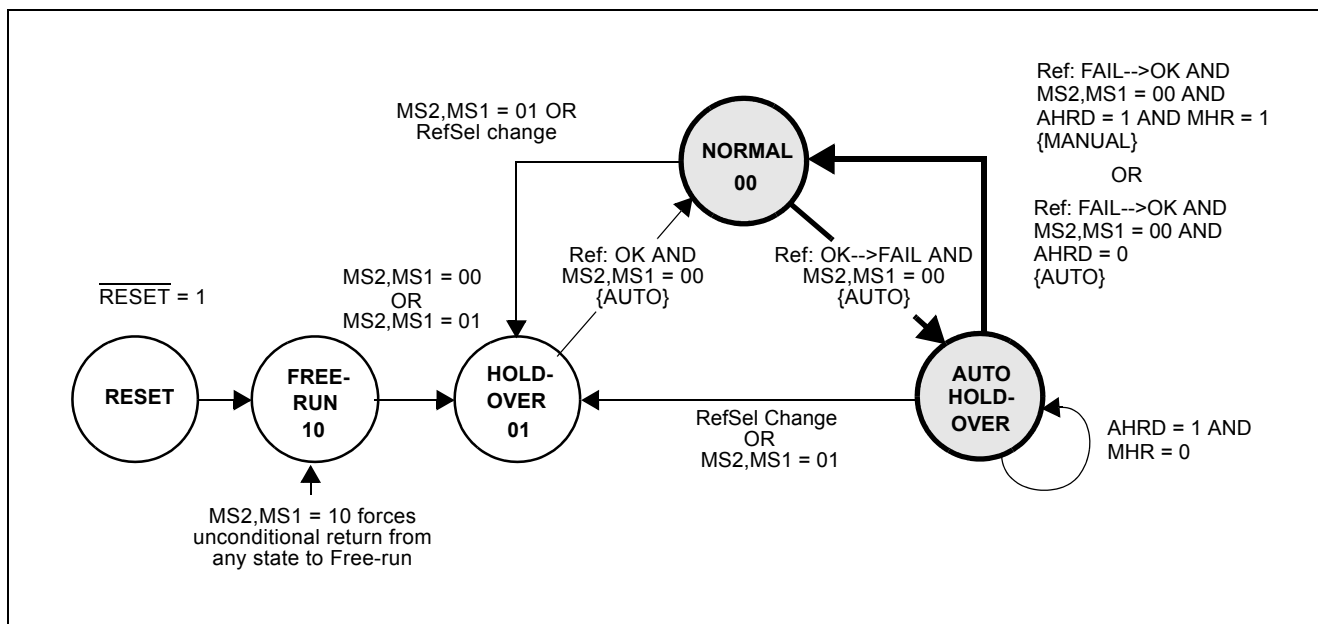 Ref: FAIL-->OK AND
MS2,MS1 = 00 AND
AHRD = 1 AND MHR = 1
{MANUAL}
OR
Ref: FAIL-->OK AND
MS2,MS1 = 00 AND
AHRD = 0
{AUTO}
MS2,MS1 = 01 OR
RefSel change
NORMAL
00
Ref: OK AND
MS2,MS1 = 00
{AUTO}
Ref: OK-->FAIL AND
MS2,MS1 = 00
{AUTO}
MS2,MS1 = 00
OR
MS2,MS1 = 01
RESET = 1
RESET
FREE-
RUN
10
HOLD-
OVER
01
AUTO
HOLD-
OVER
RefSel Change
OR
MS2,MS1 = 01
AHRD = 1 AND
MHR = 0
MS2,MS1 = 10 forces
unconditional return from
any state to Free-run